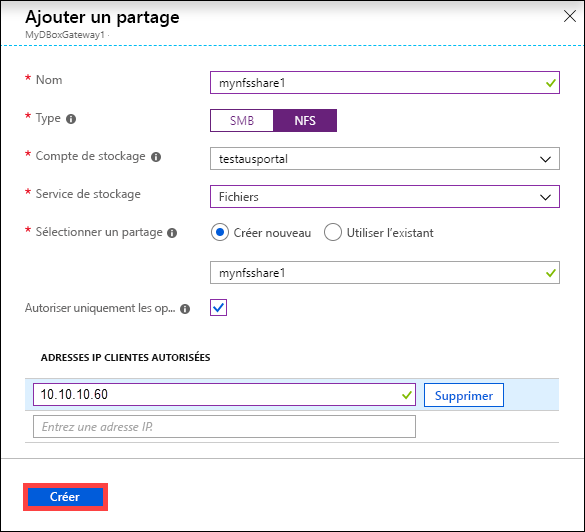 Ajouter un partage
MyDBoxGateway1
* Nom
mynfsshare1
* Type
SMB NFS
* Compte de stockage
testausportal
* Service de stockage
Fichiers
* Sélectionner un partage
Créer nouveau Utiliser l'existant
mynfsshare1
Autoriser uniquement les op...
ADRESSES IP CLIENTES AUTORISÉES
10.10.10.60 Supprimer
Entrez une adresse IP.
Créer